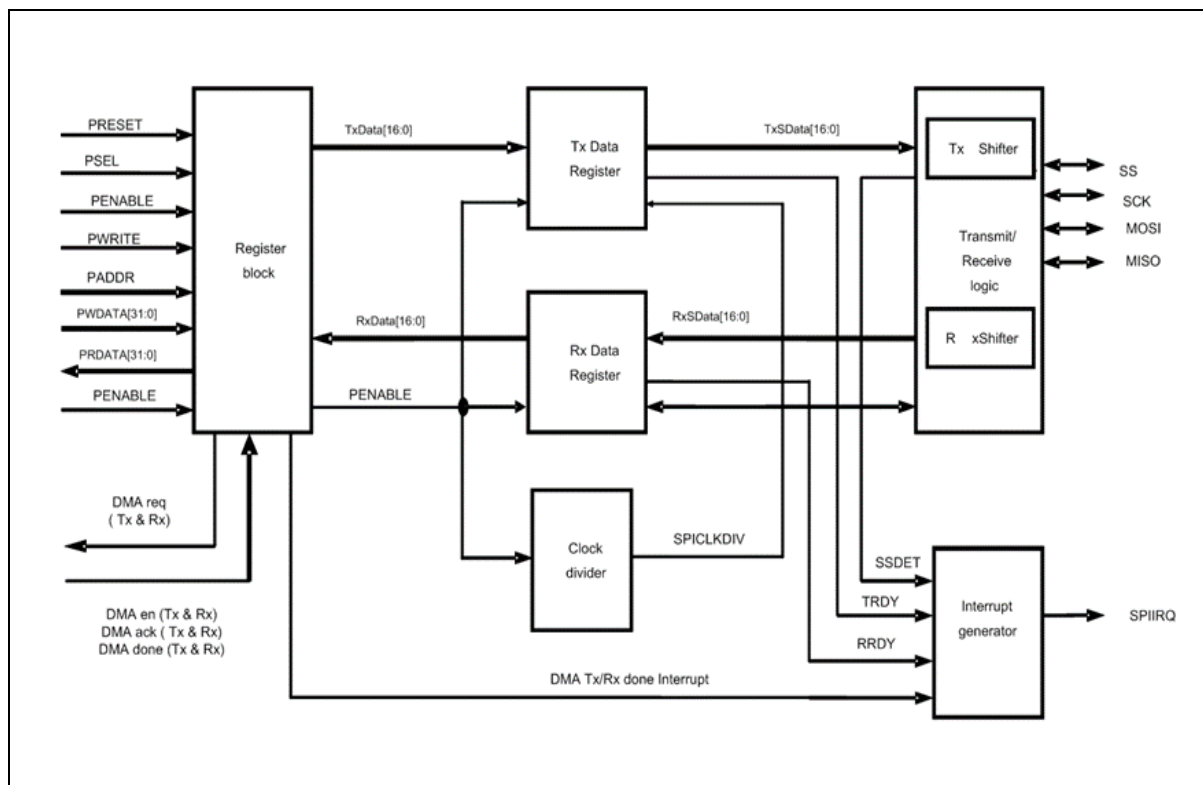 PRESET
PSEL
PENABLE
PWRITE
PADDR
PWDATA[31:0]
PRDATA[31:0]
PENABLE
Register
block
TxData[16:0]
Tx Data
Register
TxSData[16:0]
Tx Shifter
Transmit/
Receive
logic
R xShifter
SS
SCK
MOSI
MISO
RxData[16:0]
Rx Data
Register
RxSData[16:0]
PENABLE
DMA req
( Tx & Rx)
DMA en (Tx & Rx)
DMA ack ( Tx & Rx)
DMA done (Tx & Rx)
Clock
divider
SPICLKDIV
SSDET
TRDY
RRDY
DMA Tx/Rx done Interrupt
Interrupt
generator
SPIIRQ